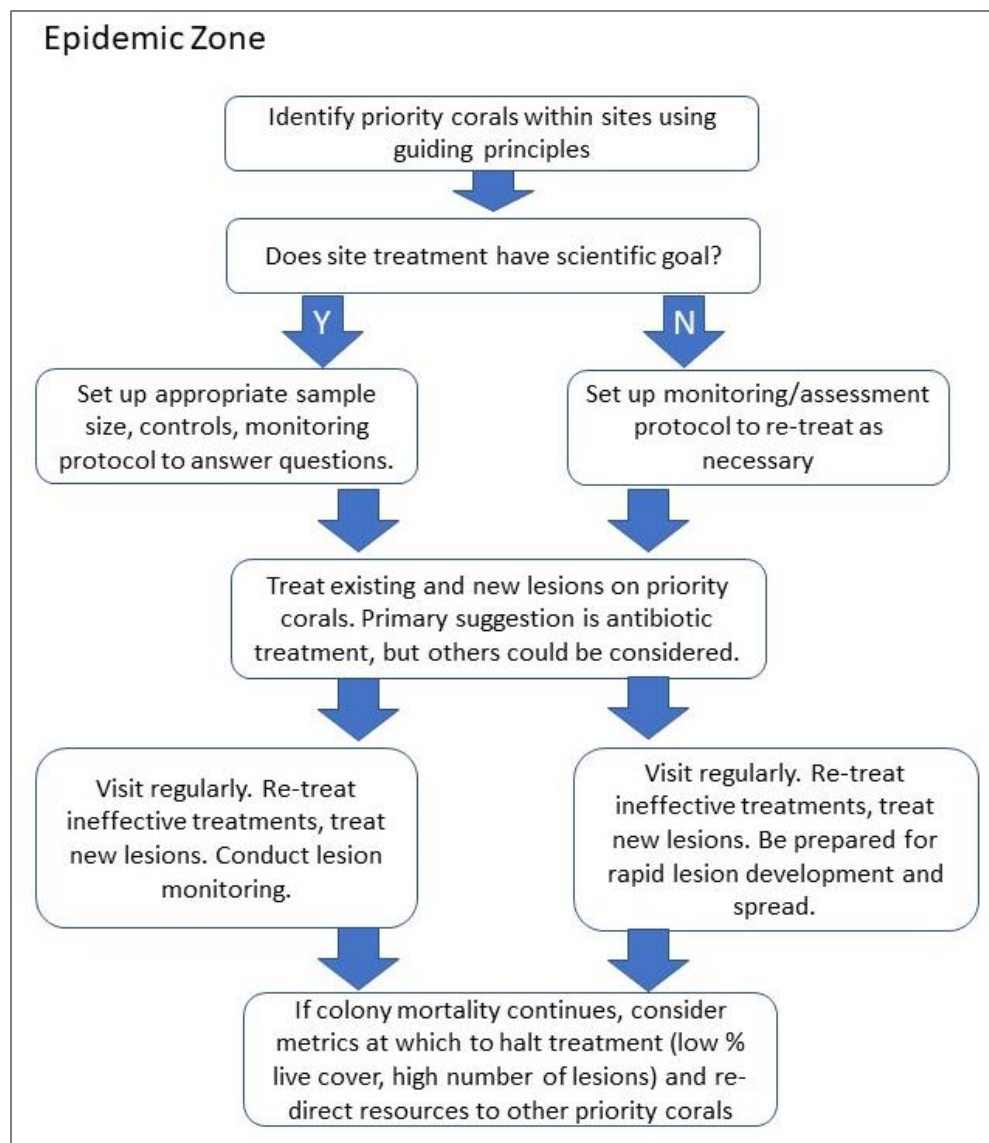 Epidemic Zone
Identify priority corals within sites using
guiding principles
Does site treatment have scientific goal?
Y
N
Set up appropriate sample
size, controls, monitoring
protocol to answer questions.
Set up monitoring/assessment
protocol to re-treat as
necessary
Treat existing and new lesions on priority
corals. Primary suggestion is antibiotic
treatment, but others could be considered.
Visit regularly. Re-treat
ineffective treatments, treat
new lesions. Conduct lesion
monitoring.
Visit regularly. Re-treat
ineffective treatments, treat
new lesions. Be prepared for
rapid lesion development and
spread.
If colony mortality continues, consider
metrics at which to halt treatment (low %
live cover, high number of lesions) and re-
direct resources to other priority corals